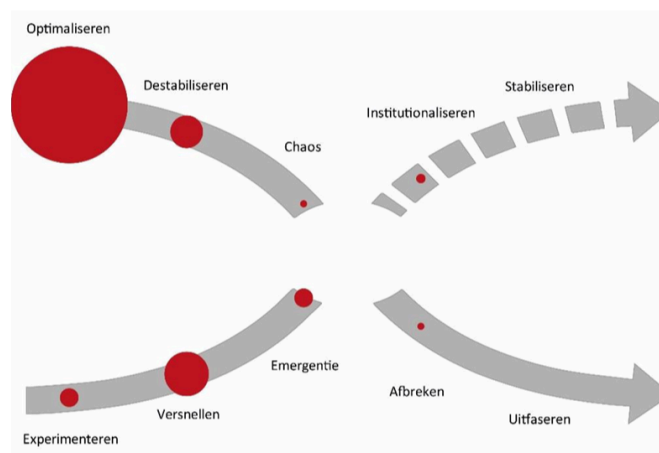 Optimaliseren
Destabiliseren
Chaos
Institutionaliseren
Stabiliseren
Experimenteren
Versnellen
Emergentie
Afbreken
Uitfaseren